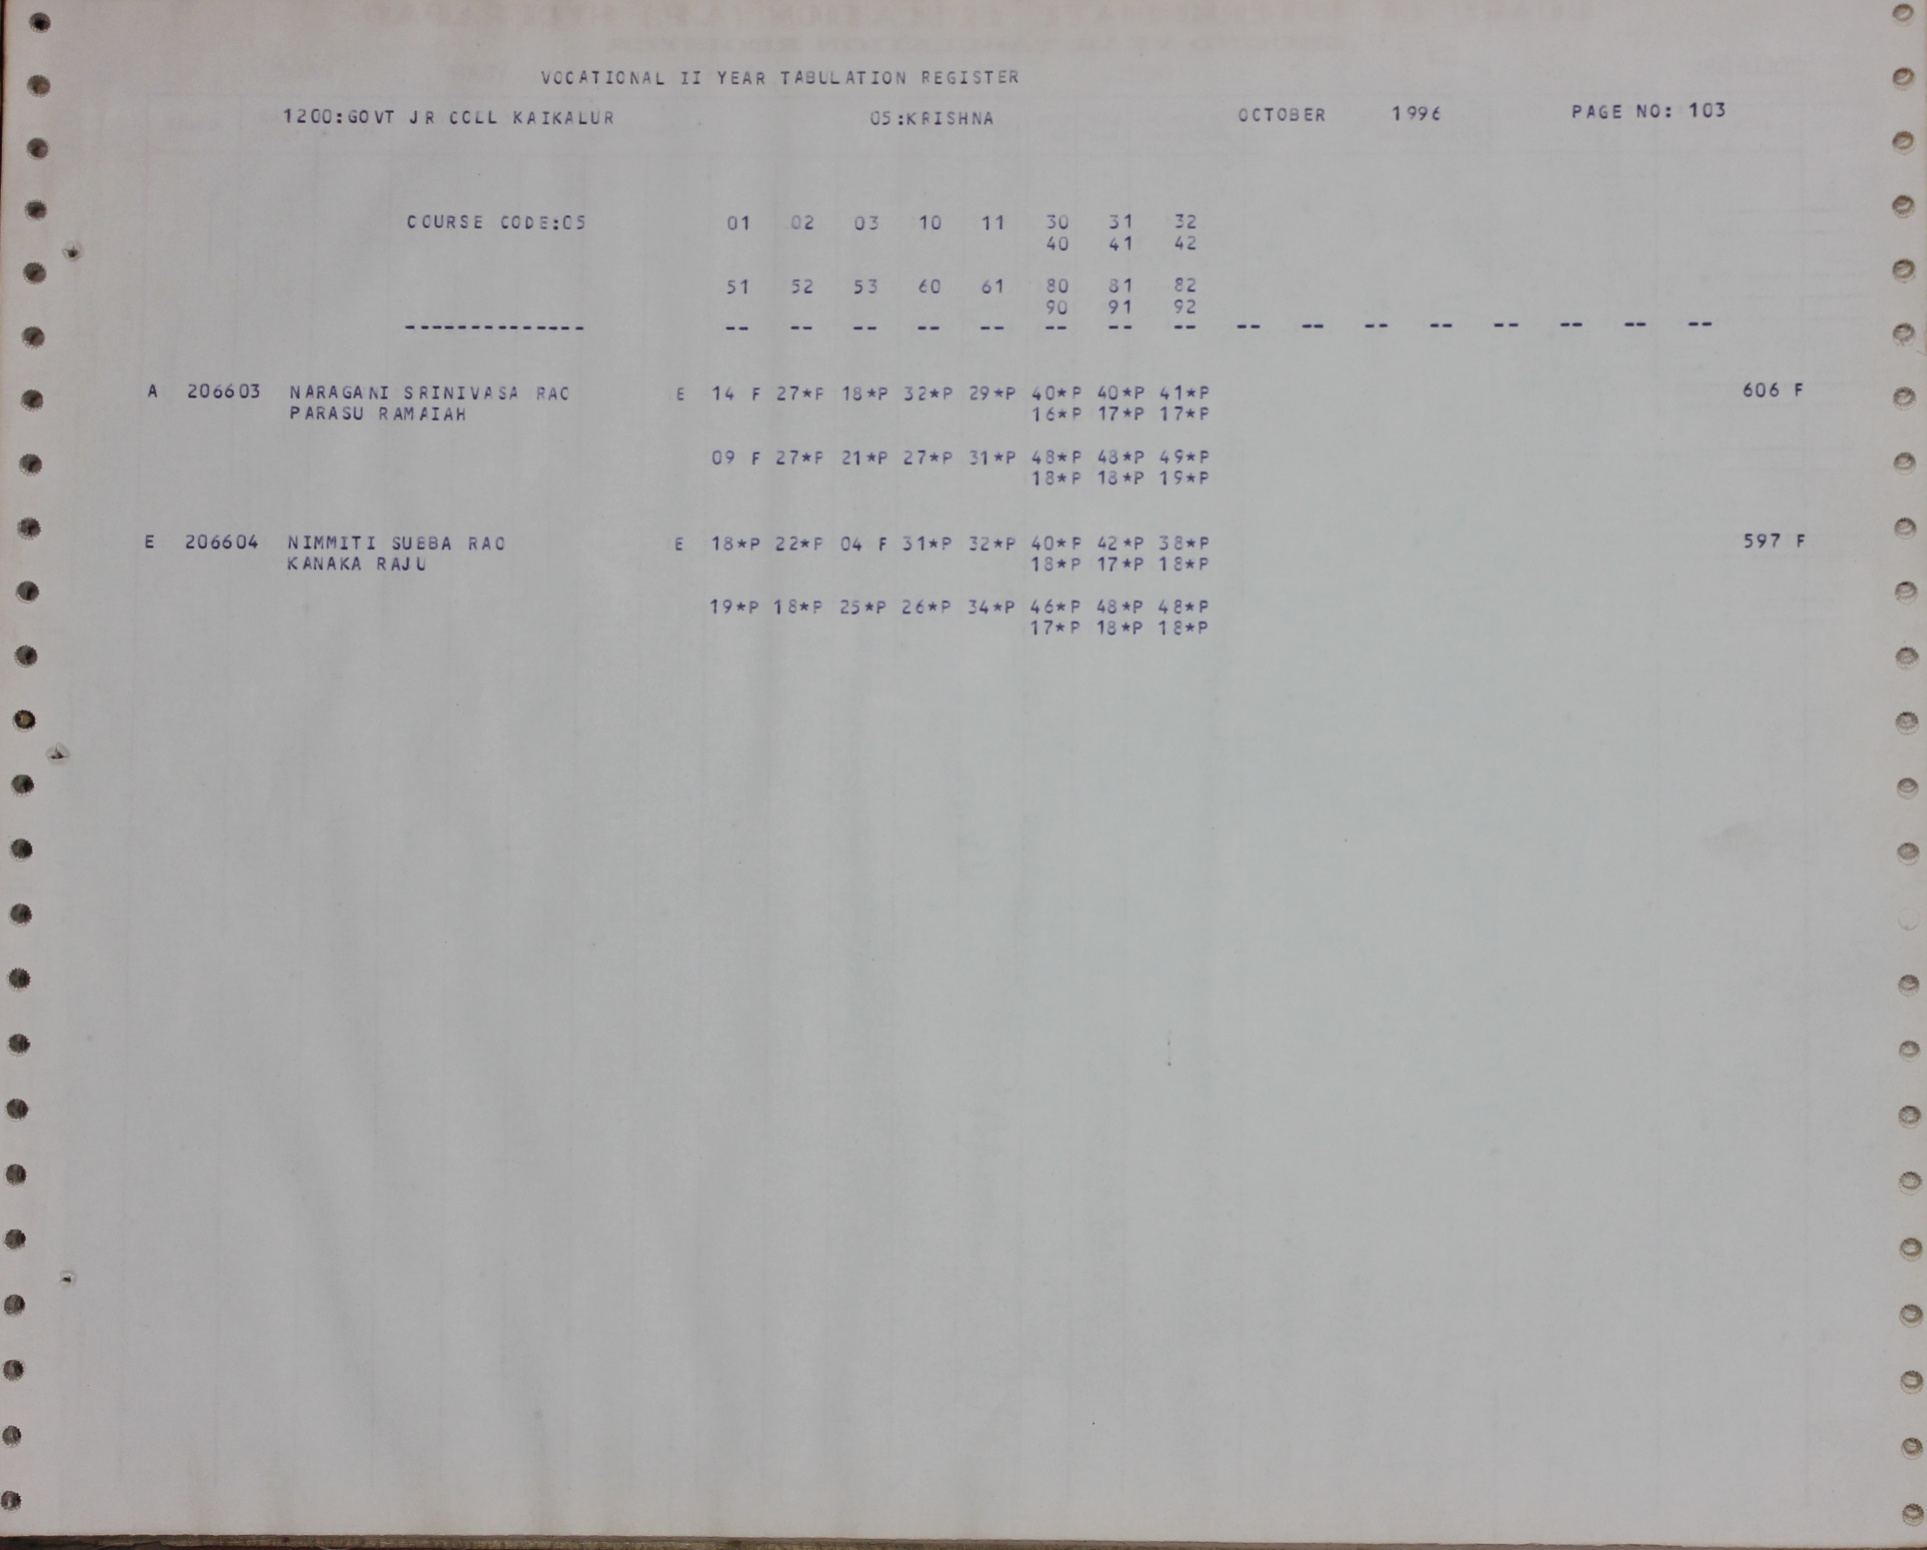 VOCATIONAL II YEAR TABULATION REGISTER
1200:GOVT JR COLL KAIKALUR 05:KRISHNA OCTOBER 1996 PAGE NO: 103
COURSE CODE:05 01 02 03 10 11 30 31 32
40 41 42
51 52 53 60 61 80 81 82
90 91 92
-------------- -- -- -- -- -- -- -- -- -- -- -- -- -- -- -- --
A 206603 NARAGANI SRINIVASA RAO E 14 F 27*P 18*P 32*P 29*P 40*P 40*P 41*P 606 F
PARASU RAMAIAH 16*P 17*P 17*P
09 F 27*P 21*P 27*P 31*P 48*P 48*P 49*P
18*P 18*P 19*P
E 206604 NIMMITI SUBBA RAO E 18*P 22*P 04 F 31*P 32*P 40*P 42*P 38*P 597 F
KANAKA RAJU 18*P 17*P 18*P
19*P 18*P 25*P 26*P 34*P 46*P 48*P 48*P
17*P 18*P 18*P